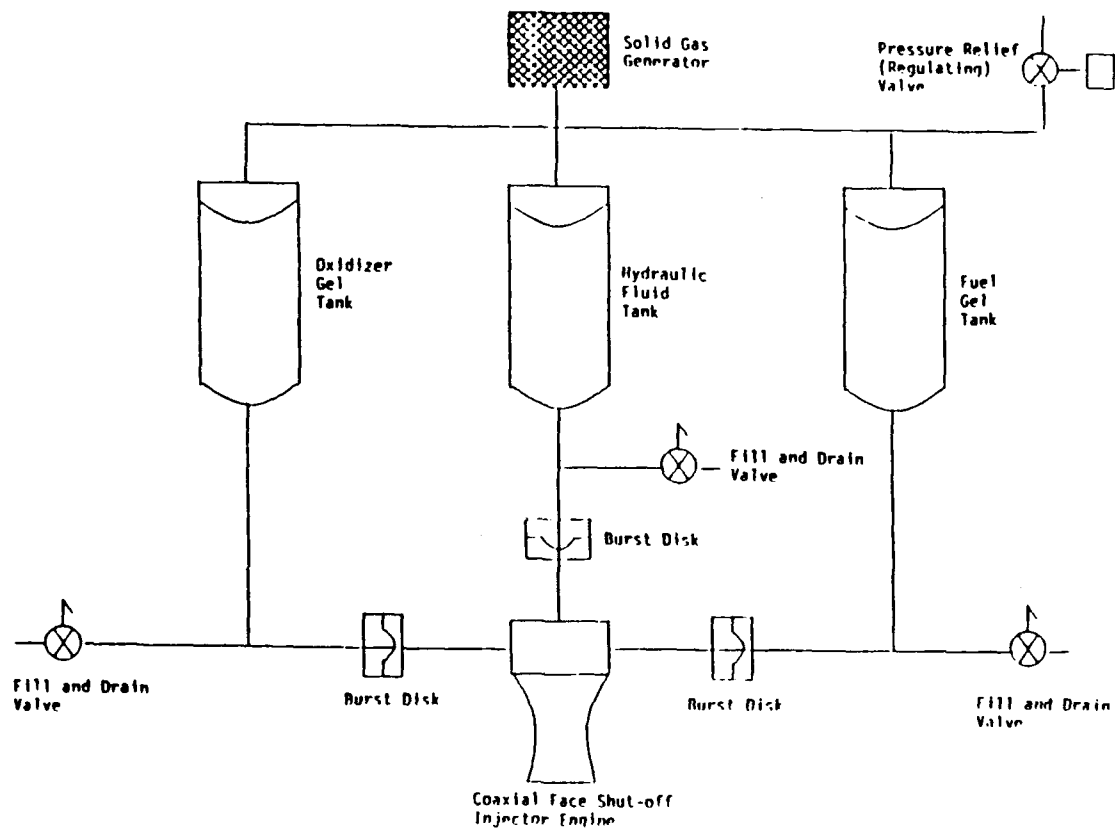 Solid Gas
Generator
Pressure Relief
(Regulating)
Valve
Oxidizer
Gel
Tank
Hydraulic
Fluid
Tank
Fuel
Gel
Tank
Fill and Drain
Valve
Burst Disk
Fill and Drain
Valve
Burst Disk
Burst Disk
Fill and Drain
Valve
Coaxial Face Shut-off
Injector Engine